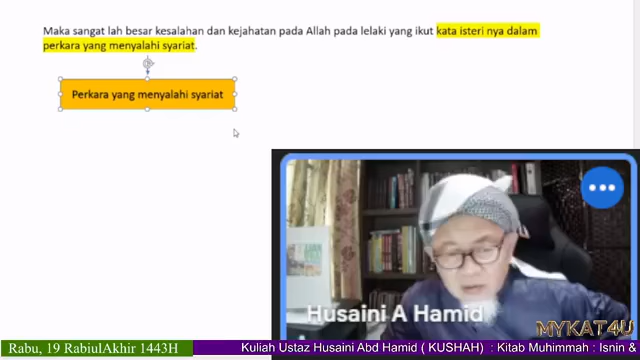 Maka sangat lah besar kesalahan dan kejahatan pada Allah pada lelaki yang ikut kata isteri nya dalam
perkara yang menyalahi syariat.
Perkara yang menyalahi syariat
Husaini A Hamid
MYKAT4U
Rabu, 19 RabiulAkhir 1443H
Kuliah Ustaz Husaini Abd Hamid ( KUSHAH) : Kitab Muhimmah : Isnin &